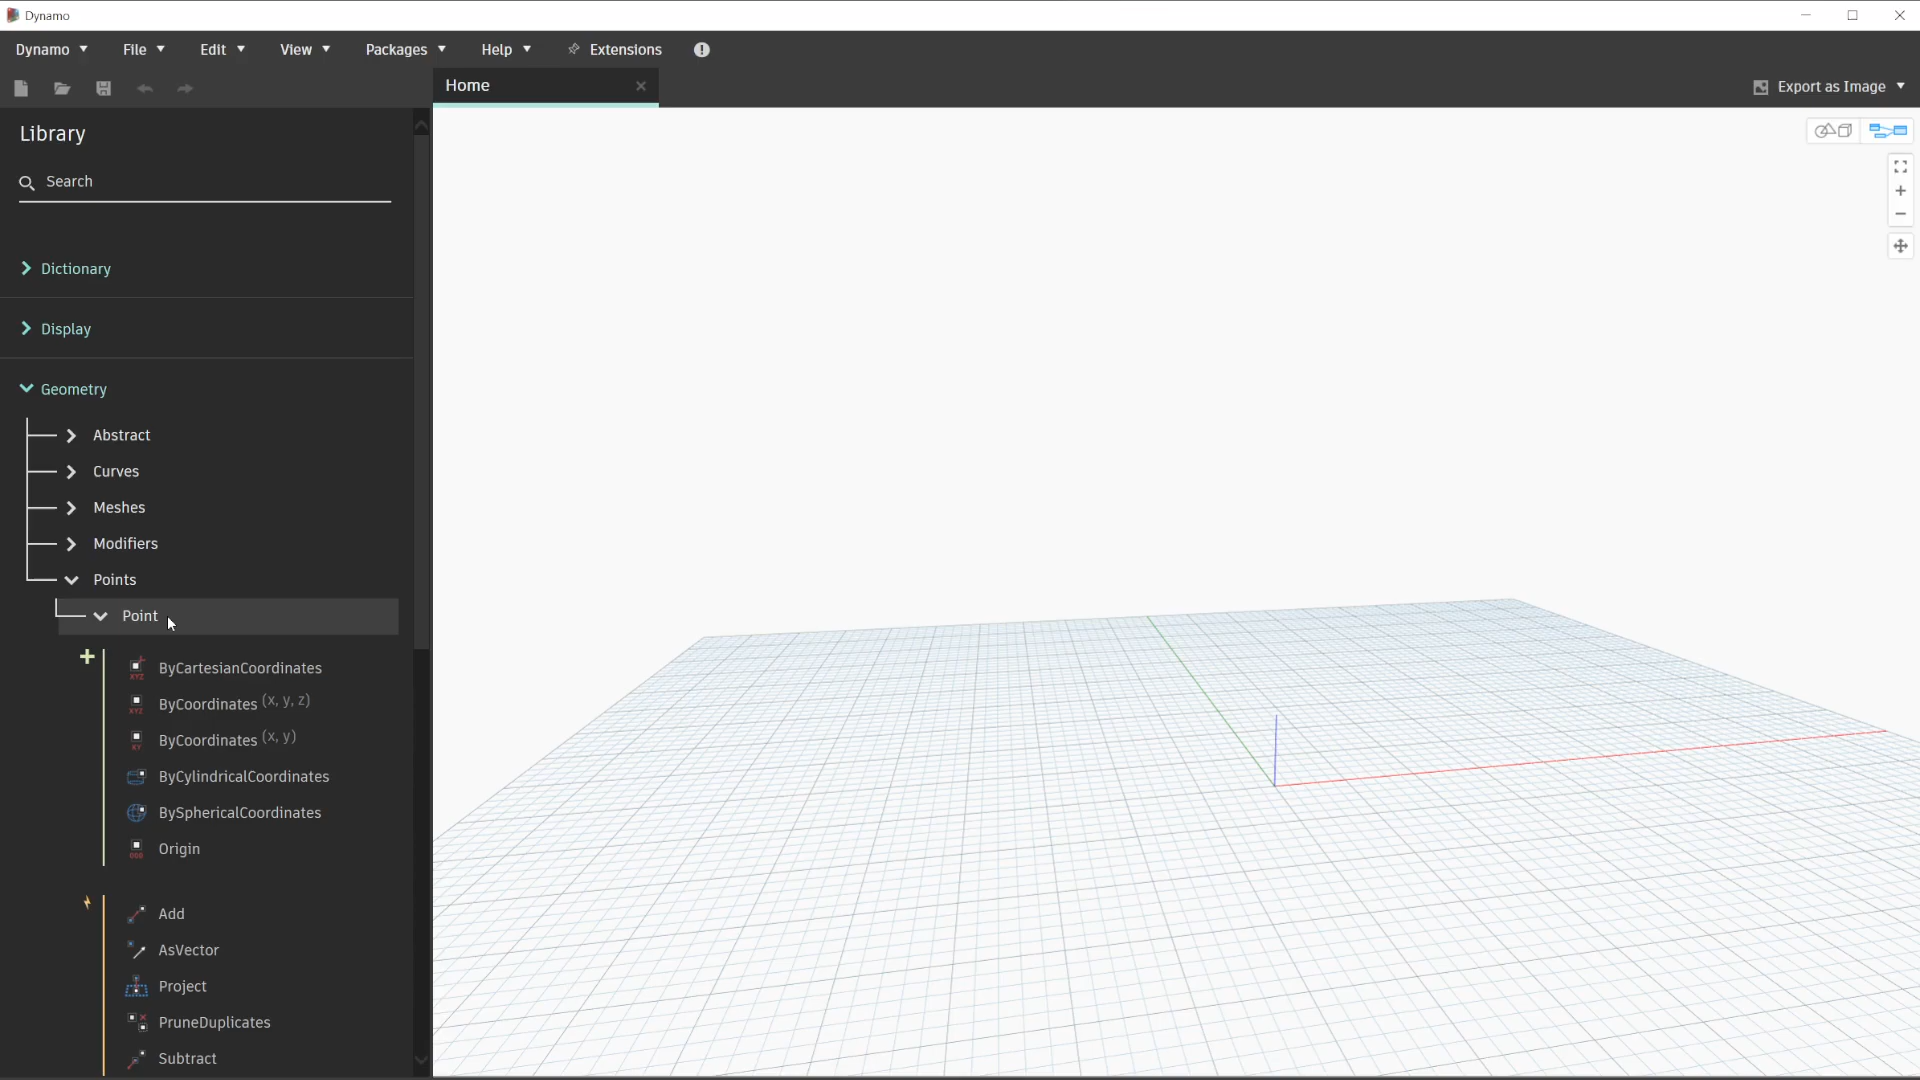 Dynamo
Dynamo File Edit View Packages Help Extensions
Home Export as Image
Library
Search
Dictionary
Display
Geometry
Abstract
Curves
Meshes
Modifiers
Points
Point
ByCartesianCoordinates
ByCoordinates (x, y, z)
ByCoordinates (x, y)
ByCylindricalCoordinates
BySphericalCoordinates
Origin
Add
AsVector
Project
PruneDuplicates
Subtract